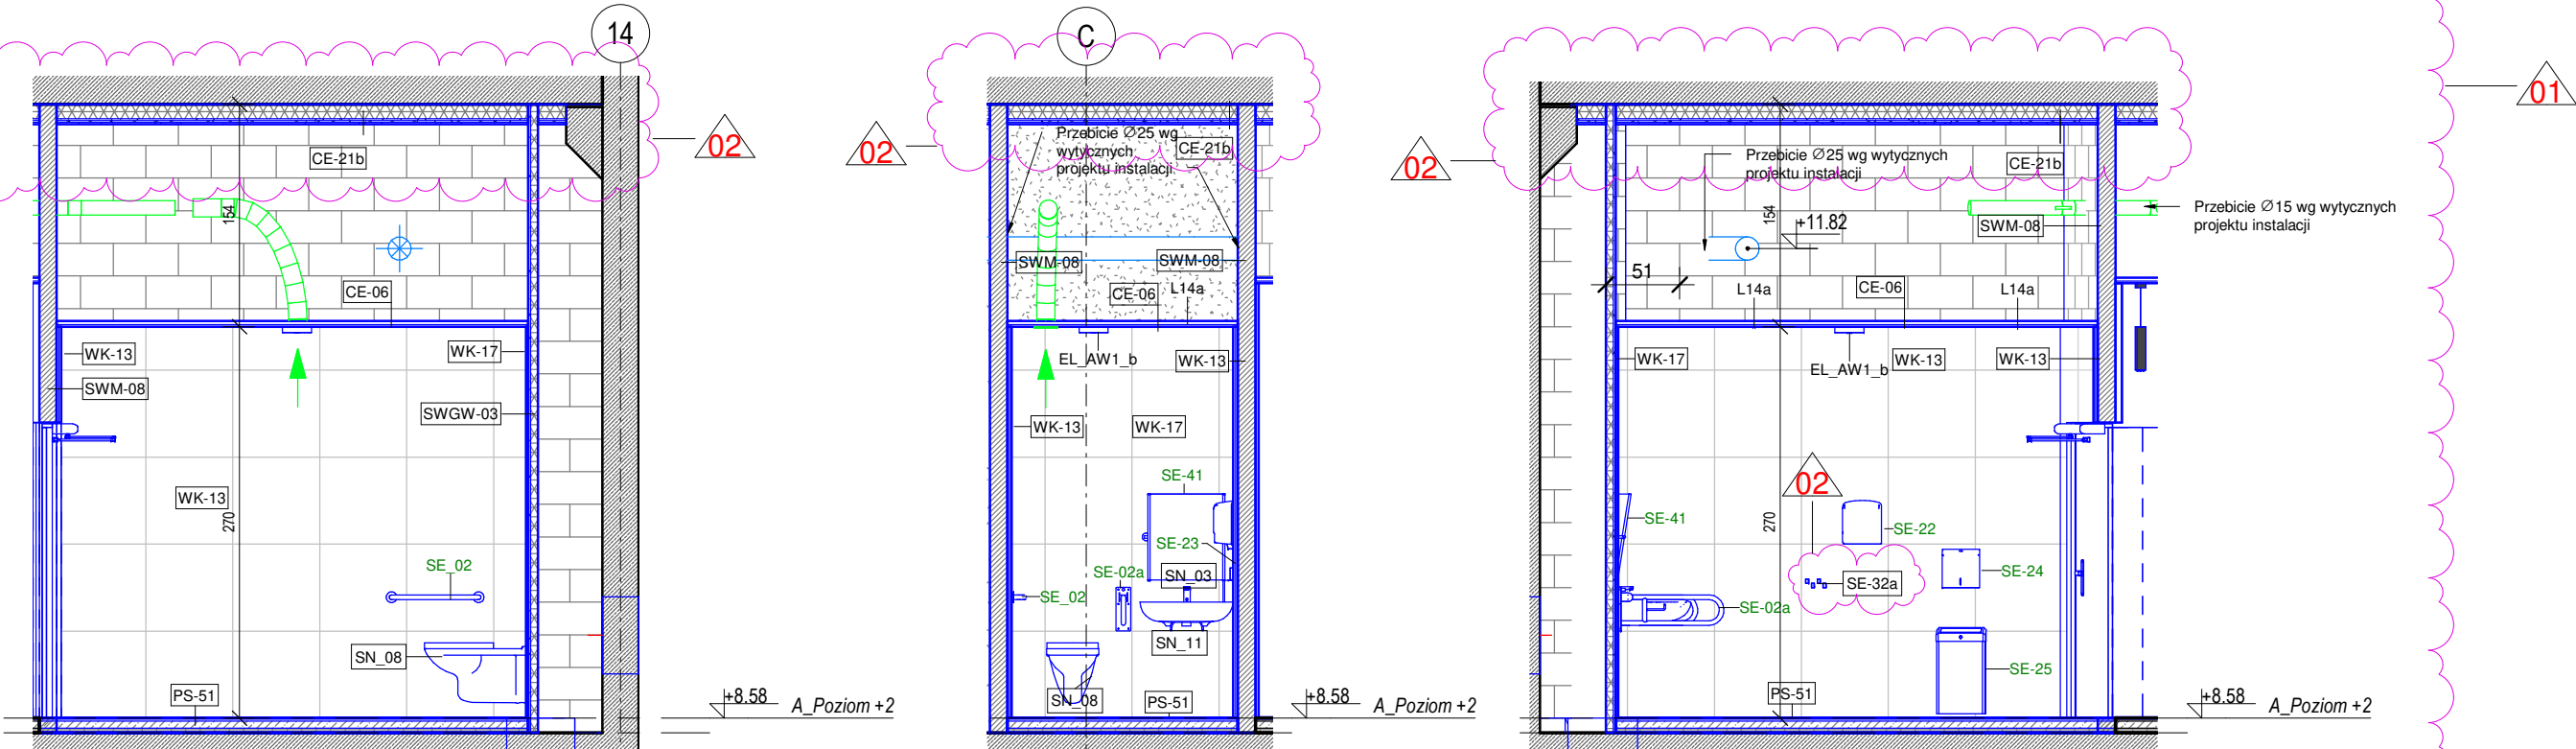 14
02
CE-21b
154
CE-06
WK-13
SWM-08
WK-17
SWGW-03
WK-13
270
SE_02
SN_08
PS-51
+8.58
A_Poziom +2
C
02
Przebicie Ø25 wg
wytycznych
projektu instalacji
CE-21b
SWM-08
SWM-08
CE-06
L14a
EL_AW1_b
WK-13
WK-13
WK-17
SE-41
SE-23
SE-02a
SN_03
SE_02
SN_11
SN_08
PS-51
+8.58
A_Poziom +2
02
Przebicie Ø25 wg wytycznych
projektu instalacji
CE-21b
154
+11.82
SWM-08
Przebicie Ø15 wg wytycznych
projektu instalacji
51
L14a
CE-06
L14a
WK-17
EL_AW1_b
WK-13
WK-13
02
270
SE-41
SE-22
SE-32a
SE-24
SE-02a
SE-25
PS-51
+8.58
A_Poziom +2
01